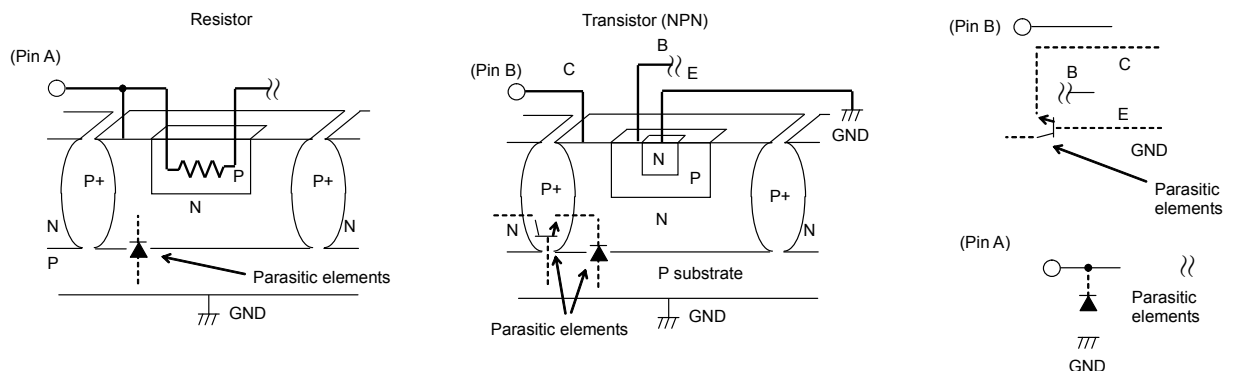 Resistor
(Pin A)
P+
P
P+
N
N
N
P
Parasitic elements
GND
Transistor (NPN)
B
(Pin B)
C
E
GND
N
P+
P
P+
N
N
N
P substrate
Parasitic elements
GND
(Pin B)
C
B
E
GND
Parasitic
elements
(Pin A)
Parasitic
elements
GND